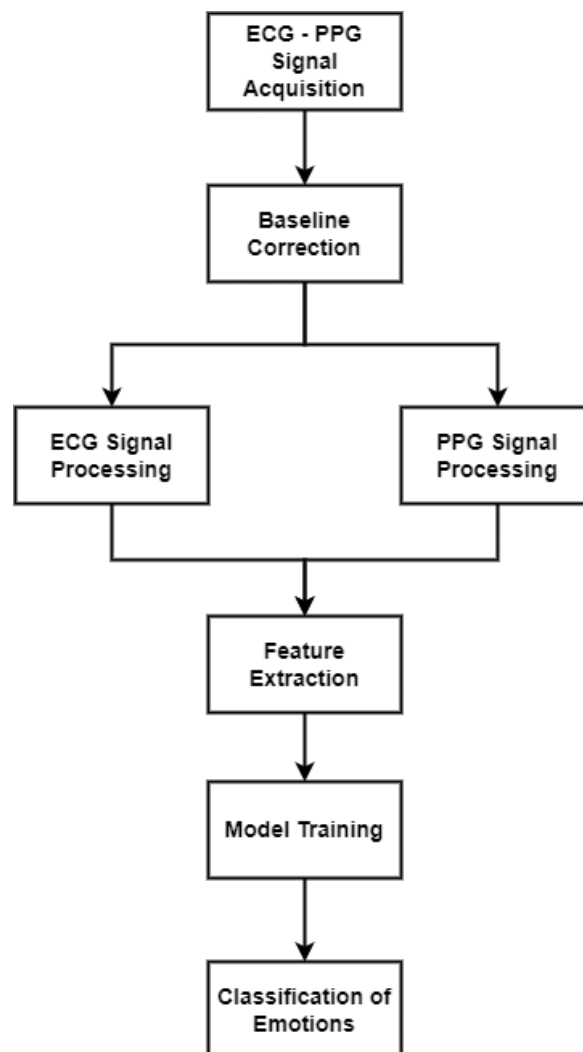 ECG - PPG
Signal
Acquisition
Baseline
Correction
ECG Signal
Processing
PPG Signal
Processing
Feature
Extraction
Model Training
Classification of
Emotions